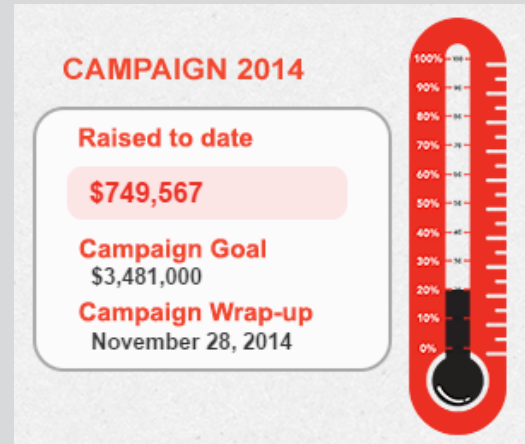 CAMPAIGN 2014
Raised to date
$749,567
Campaign Goal
$3,481,000
Campaign Wrap-up
November 28, 2014
100%
90%
80%
70%
60%
50%
40%
30%
20%
10%
0%